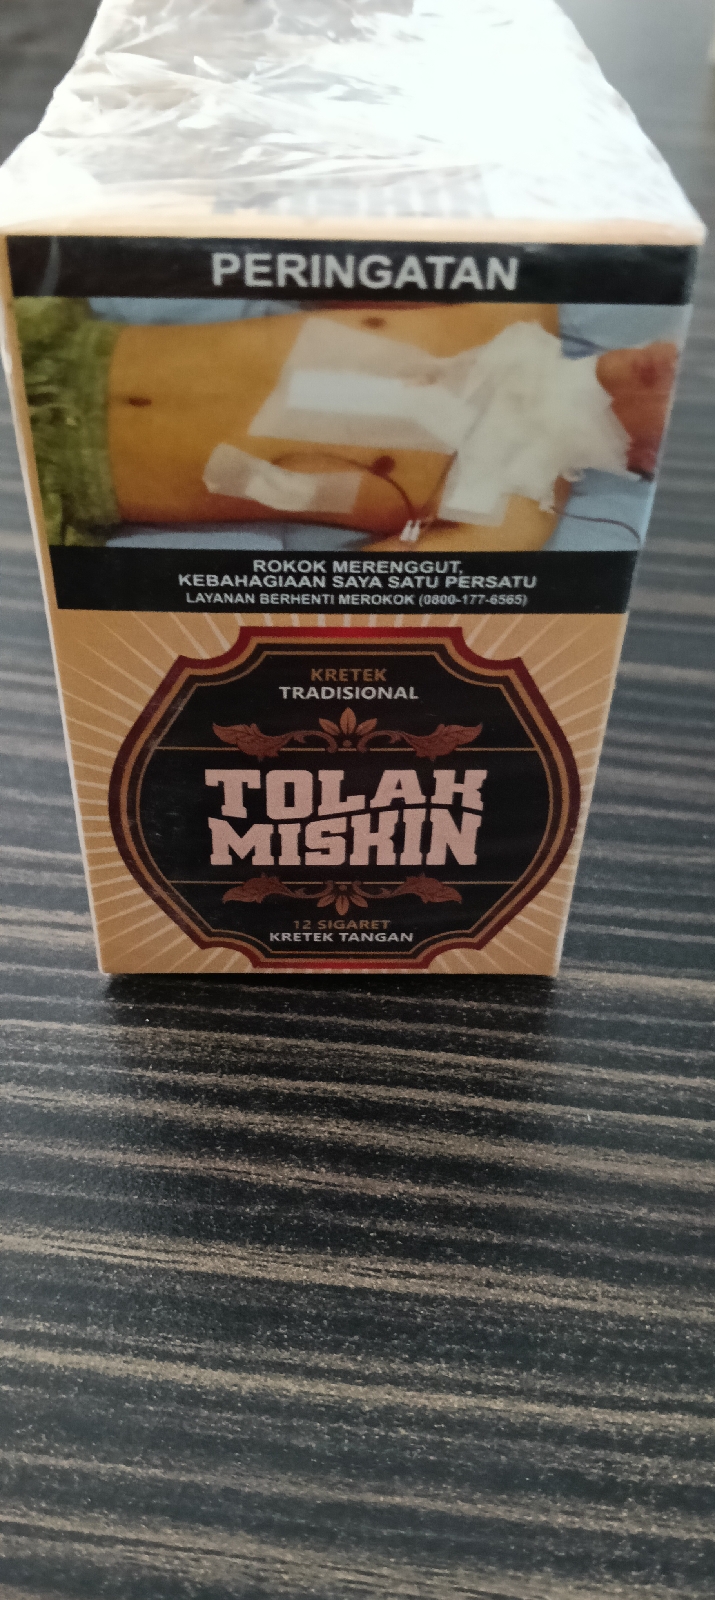 PERINGATAN
ROKOK MERENGGUT,
KEBAHAGIAAN SAYA SATU PERSATU
LAYANAN BERHENTI MEROKOK (0800-177-6565)
KRETEK
TRADISIONAL
TOLAK
MISKIN
12 SIGARET
KRETEK TANGAN